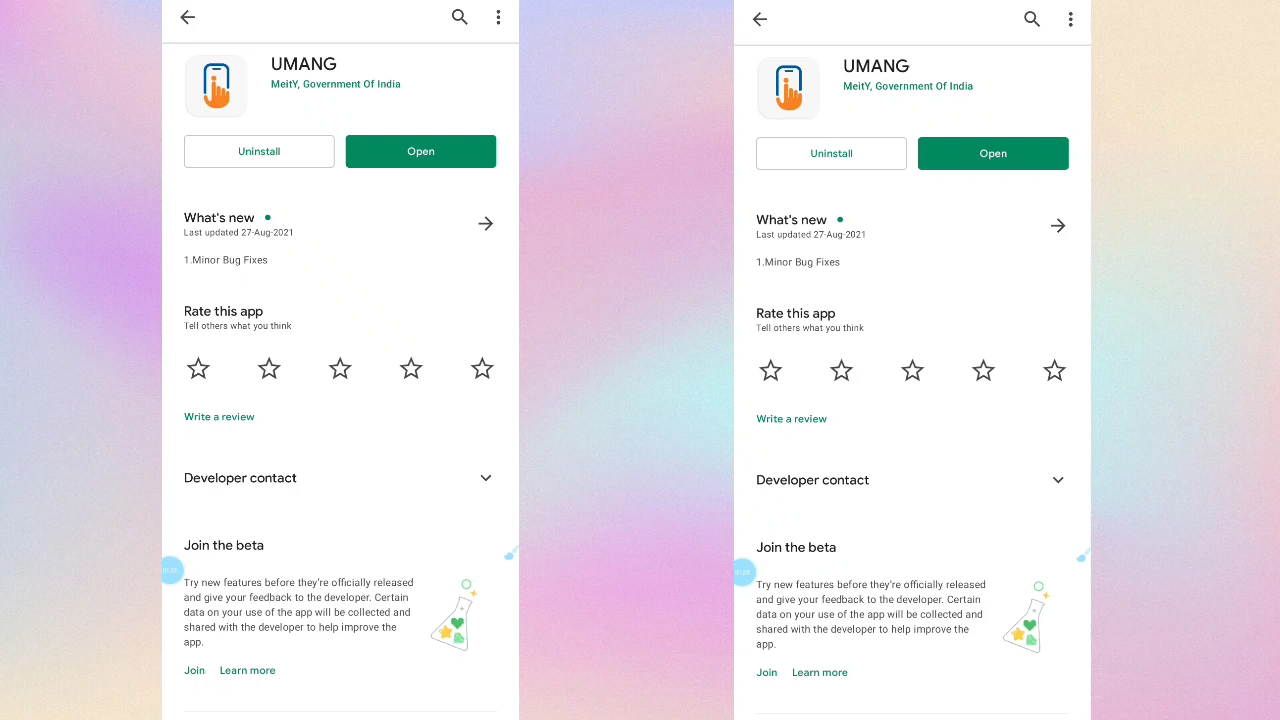 UMANG
MeitY, Government Of India
Uninstall
Open
What's new
Last updated 27-Aug-2021
1.Minor Bug Fixes
Rate this app
Tell others what you think
Write a review
Developer contact
Join the beta
Try new features before they're officially released
and give your feedback to the developer. Certain
data on your use of the app will be collected and
shared with the developer to help improve the
app.
Join
Learn more
UMANG
MeitY, Government Of India
Uninstall
Open
What's new
Last updated 27-Aug-2021
1.Minor Bug Fixes
Rate this app
Tell others what you think
Write a review
Developer contact
Join the beta
Try new features before they're officially released
and give your feedback to the developer. Certain
data on your use of the app will be collected and
shared with the developer to help improve the
app.
Join
Learn more